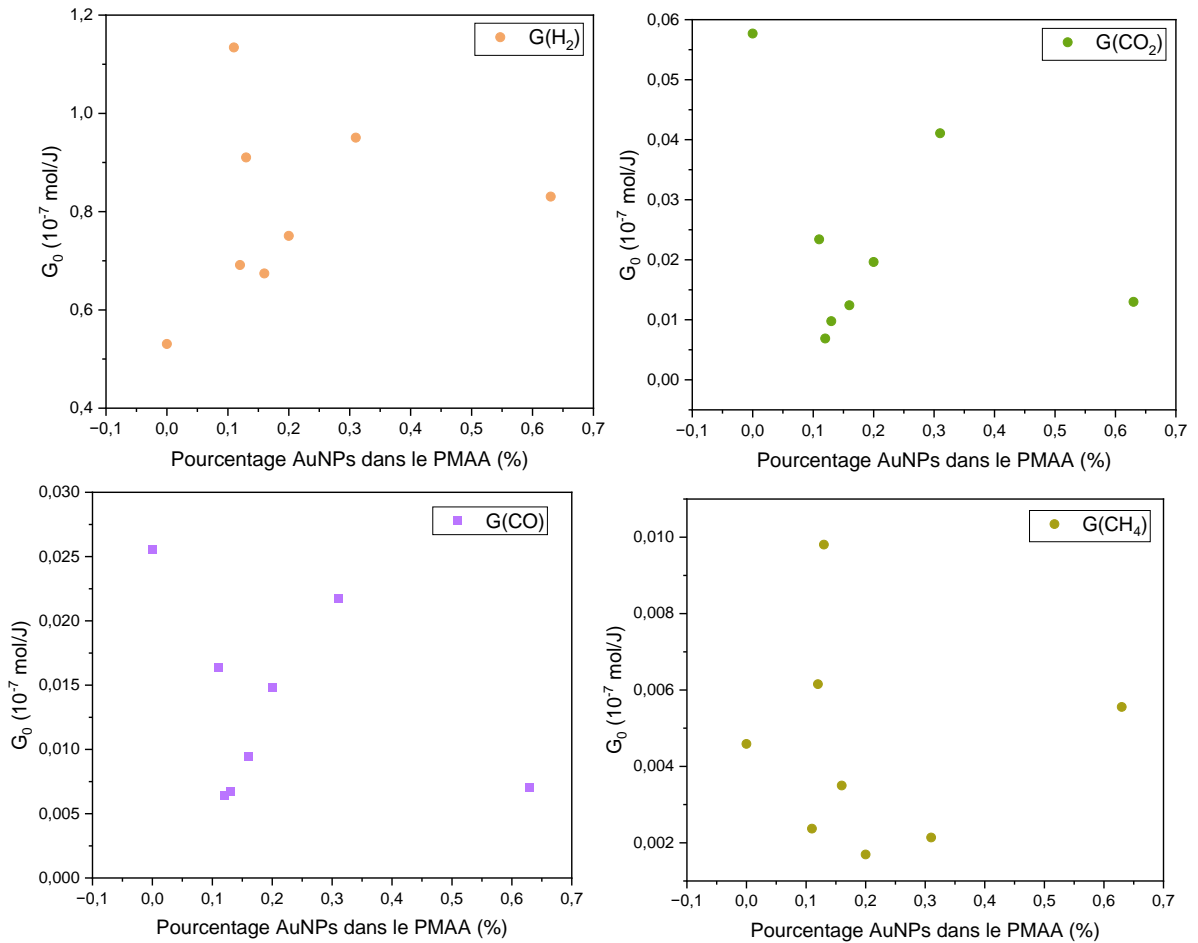 1,2
1,0
0,8
0,6
0,4
G₀ (10⁻⁷ mol/J)
G(H₂)
−0,1 0,0 0,1 0,2 0,3 0,4 0,5 0,6 0,7
Pourcentage AuNPs dans le PMAA (%)
0,06
0,05
0,04
0,03
0,02
0,01
0,00
G₀ (10⁻⁷ mol/J)
G(CO₂)
−0,1 0,0 0,1 0,2 0,3 0,4 0,5 0,6 0,7
Pourcentage AuNPs dans le PMAA (%)
0,030
0,025
0,020
0,015
0,010
0,005
0,000
G₀ (10⁻⁷ mol/J)
G(CO)
−0,1 0,0 0,1 0,2 0,3 0,4 0,5 0,6 0,7
Pourcentage AuNPs dans le PMAA (%)
0,010
0,008
0,006
0,004
0,002
G₀ (10⁻⁷ mol/J)
G(CH₄)
−0,1 0,0 0,1 0,2 0,3 0,4 0,5 0,6 0,7
Pourcentage AuNPs dans le PMAA (%)